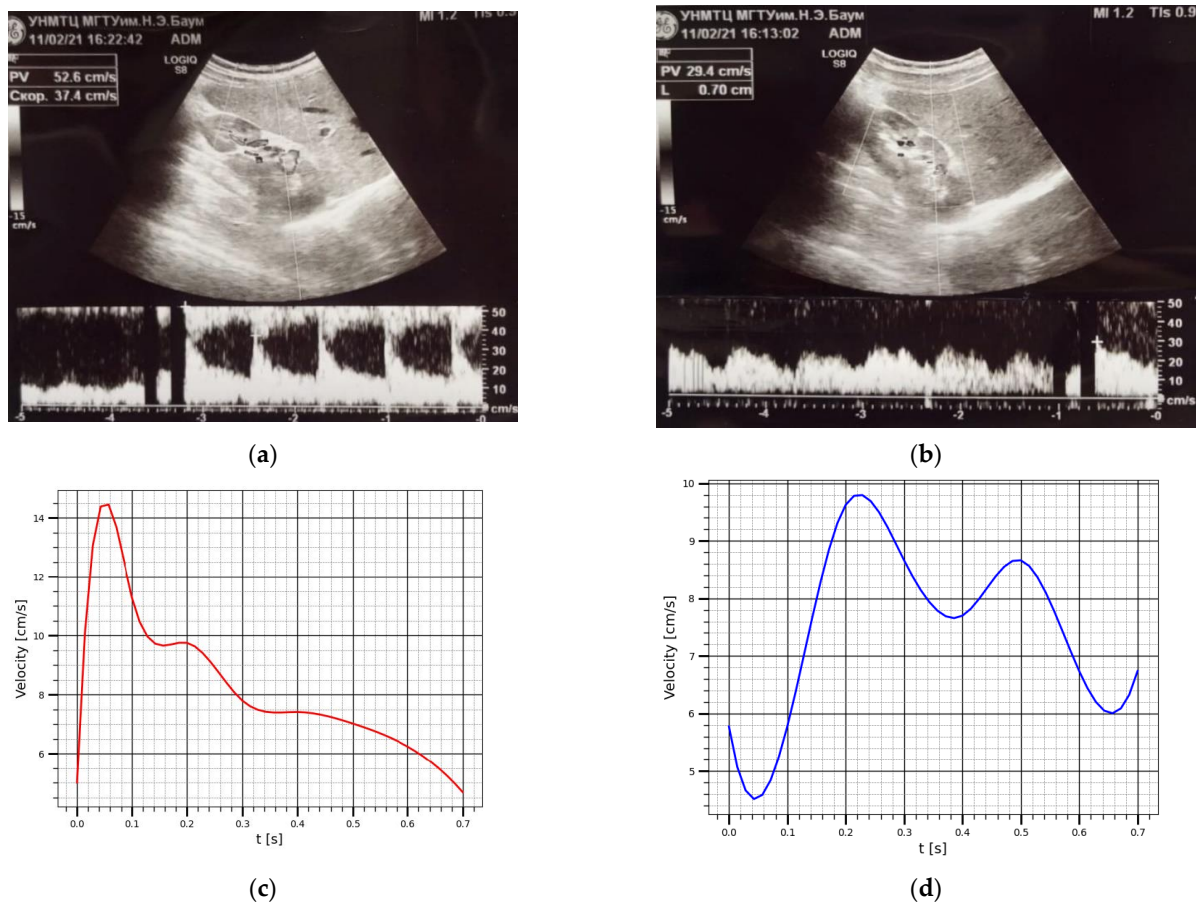 УНМТЦ МГТУим.Н.Э.Баум
MI 1.2
11/02/21 16:22:42 ADM
LOGIQ
S8
PV 52.6 cm/s
Скор. 37.4 cm/s
-15
cm/s
50
40
30
20
10
cm/s
-5 -4 -3 -2 -1 -0
(a)
УНМТЦ МГТУим.Н.Э.Баум
MI 1.2 TIs 0.9
11/02/21 16:13:02 ADM
LOGIQ
S8
PV 29.4 cm/s
L 0.70 cm
-15
cm/s
50
40
30
20
10
cm/s
-5 -4 -3 -2 -1 -0
(b)
14
12
10
8
6
Velocity [cm/s]
0.0 0.1 0.2 0.3 0.4 0.5 0.6 0.7
t [s]
(c)
10
9
8
7
6
5
Velocity [cm/s]
0.0 0.1 0.2 0.3 0.4 0.5 0.6 0.7
t [s]
(d)